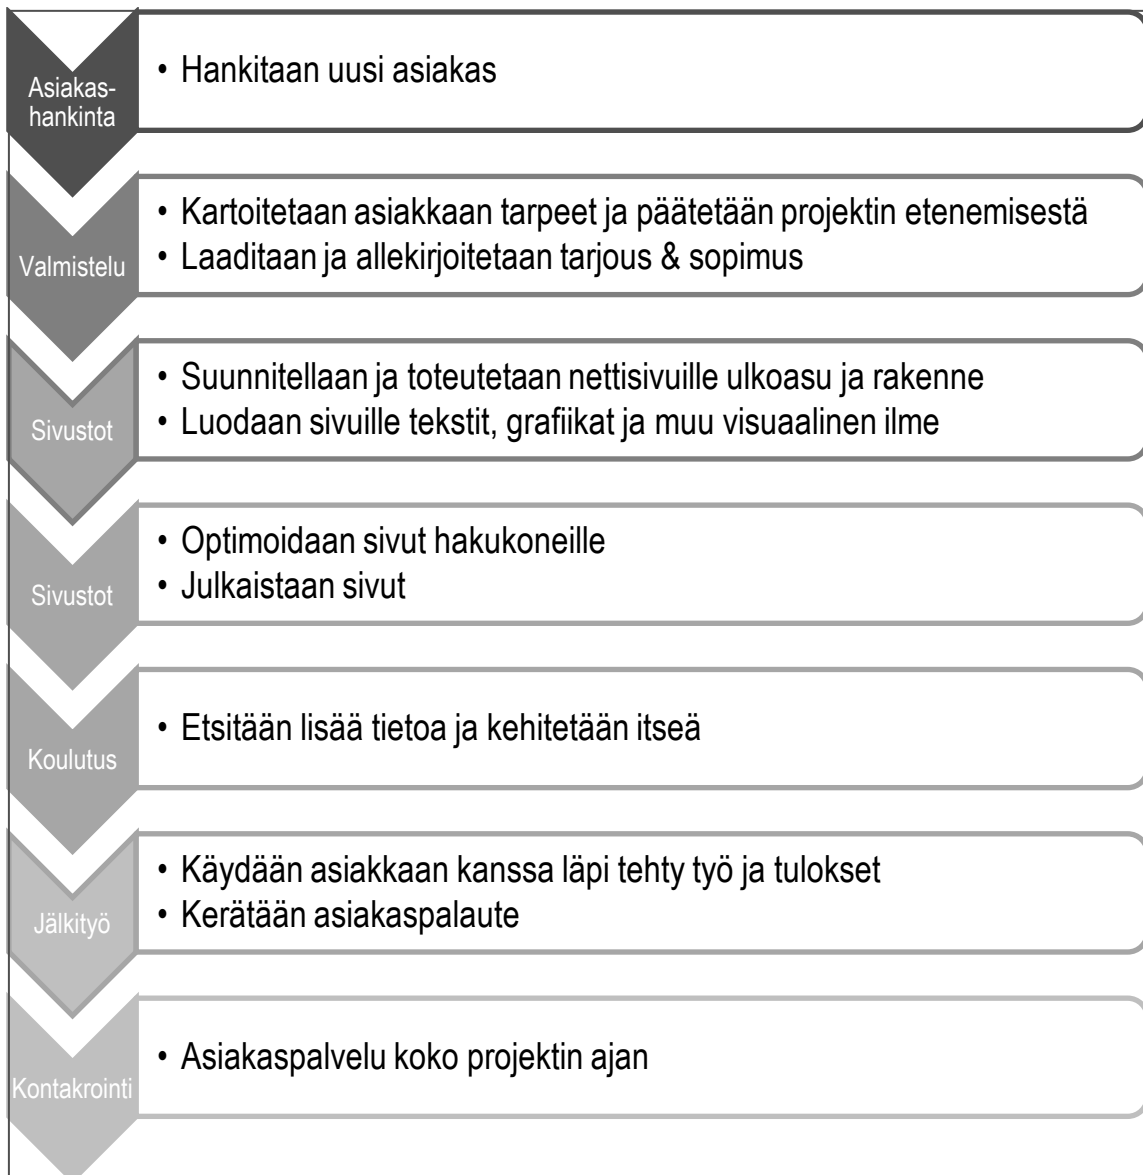 Asiakas-
hankinta
• Hankitaan uusi asiakas
Valmistelu
• Kartoitetaan asiakkaan tarpeet ja päätetään projektin etenemisestä
• Laaditaan ja allekirjoitetaan tarjous & sopimus
Sivustot
• Suunnitellaan ja toteutetaan nettisivuille ulkoasu ja rakenne
• Luodaan sivuille tekstit, grafiikat ja muu visuaalinen ilme
Sivustot
• Optimoidaan sivut hakukoneille
• Julkaistaan sivut
Koulutus
• Etsitään lisää tietoa ja kehitetään itseä
Jälkityö
• Käydään asiakkaan kanssa läpi tehty työ ja tulokset
• Kerätään asiakaspalaute
Kontakrointi
• Asiakaspalvelu koko projektin ajan